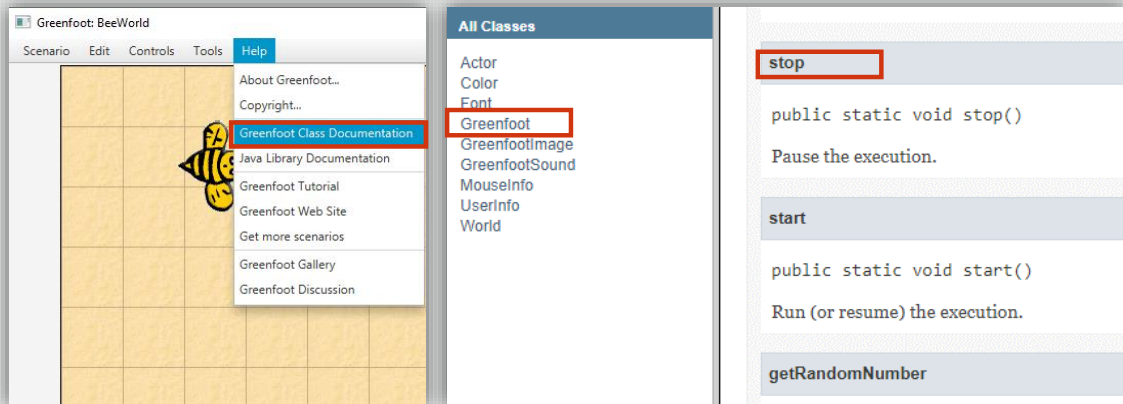 Greenfoot: BeeWorld
Scenario Edit Controls Tools Help
About Greenfoot...
Copyright...
Greenfoot Class Documentation
Java Library Documentation
Greenfoot Tutorial
Greenfoot Web Site
Get more scenarios
Greenfoot Gallery
Greenfoot Discussion
All Classes
Actor
Color
Font
Greenfoot
GreenfootImage
GreenfootSound
MouseInfo
UserInfo
World
stop
public static void stop()
Pause the execution.
start
public static void start()
Run (or resume) the execution.
getRandomNumber